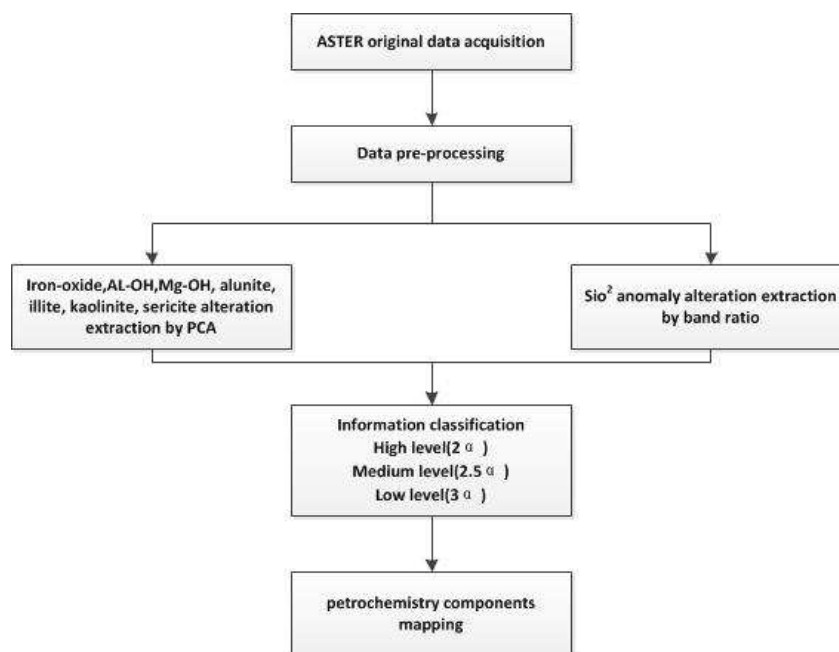 ASTER original data acquisition
Data pre-processing
Iron-oxide,AL-OH,Mg-OH, alunite,
illite, kaolinite, sericite alteration
extraction by PCA
Sio² anomaly alteration extraction
by band ratio
Information classification
High level(2 α )
Medium level(2.5 α )
Low level(3 α )
petrochemistry components
mapping